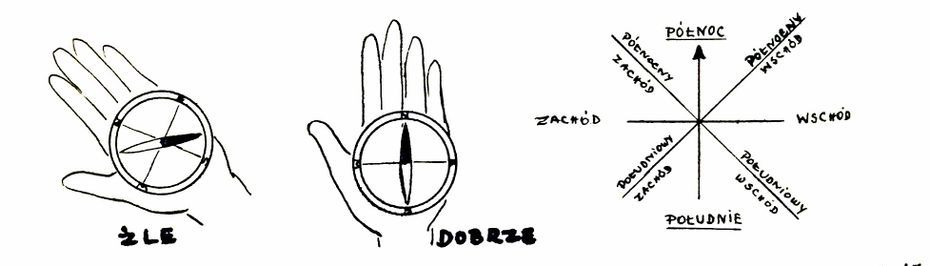 ŹLE
DOBRZE
PÓŁNOC
PÓŁNOCNY
ZACHÓD
PÓŁNOCNY
WSCHÓD
ZACHÓD
WSCHÓD
POŁUDNIOWY
ZACHÓD
POŁUDNIOWY
WSCHÓD
POŁUDNIE